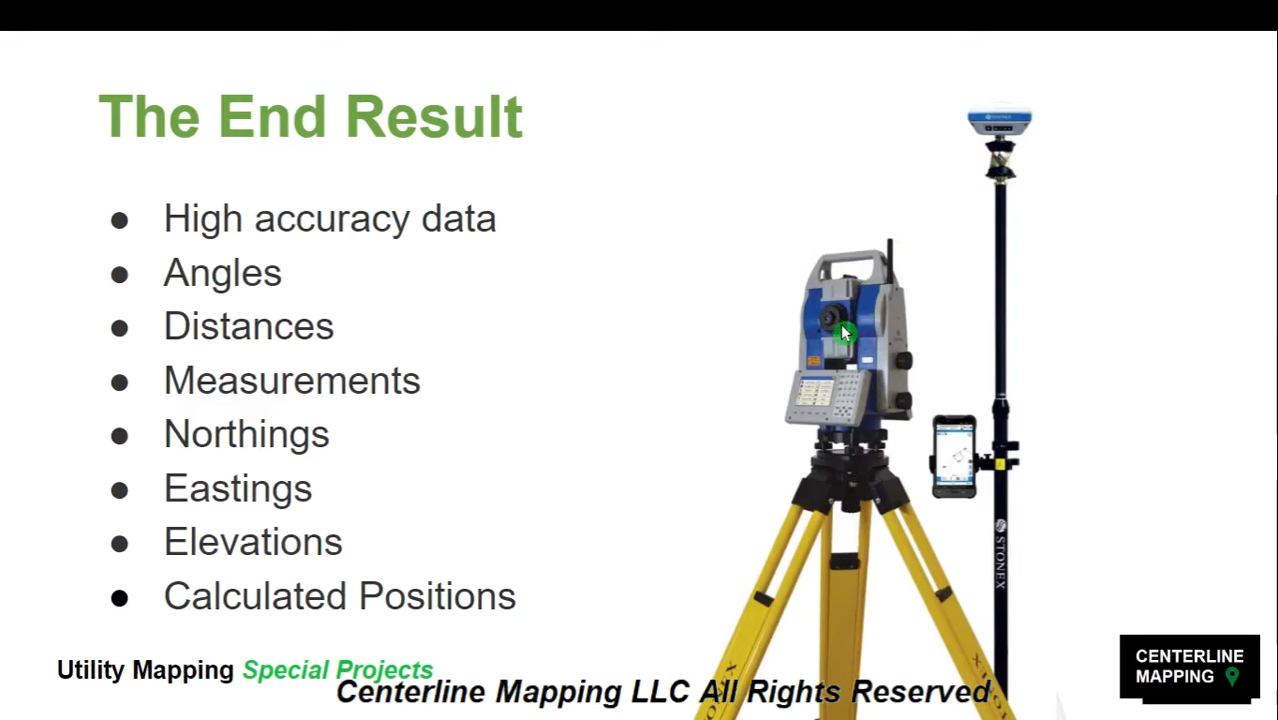 The End Result
● High accuracy data
● Angles
● Distances
● Measurements
● Northings
● Eastings
● Elevations
● Calculated Positions
STONEX
Utility Mapping Special Projects
Centerline Mapping LLC All Rights Reserved
CENTERLINE
MAPPING